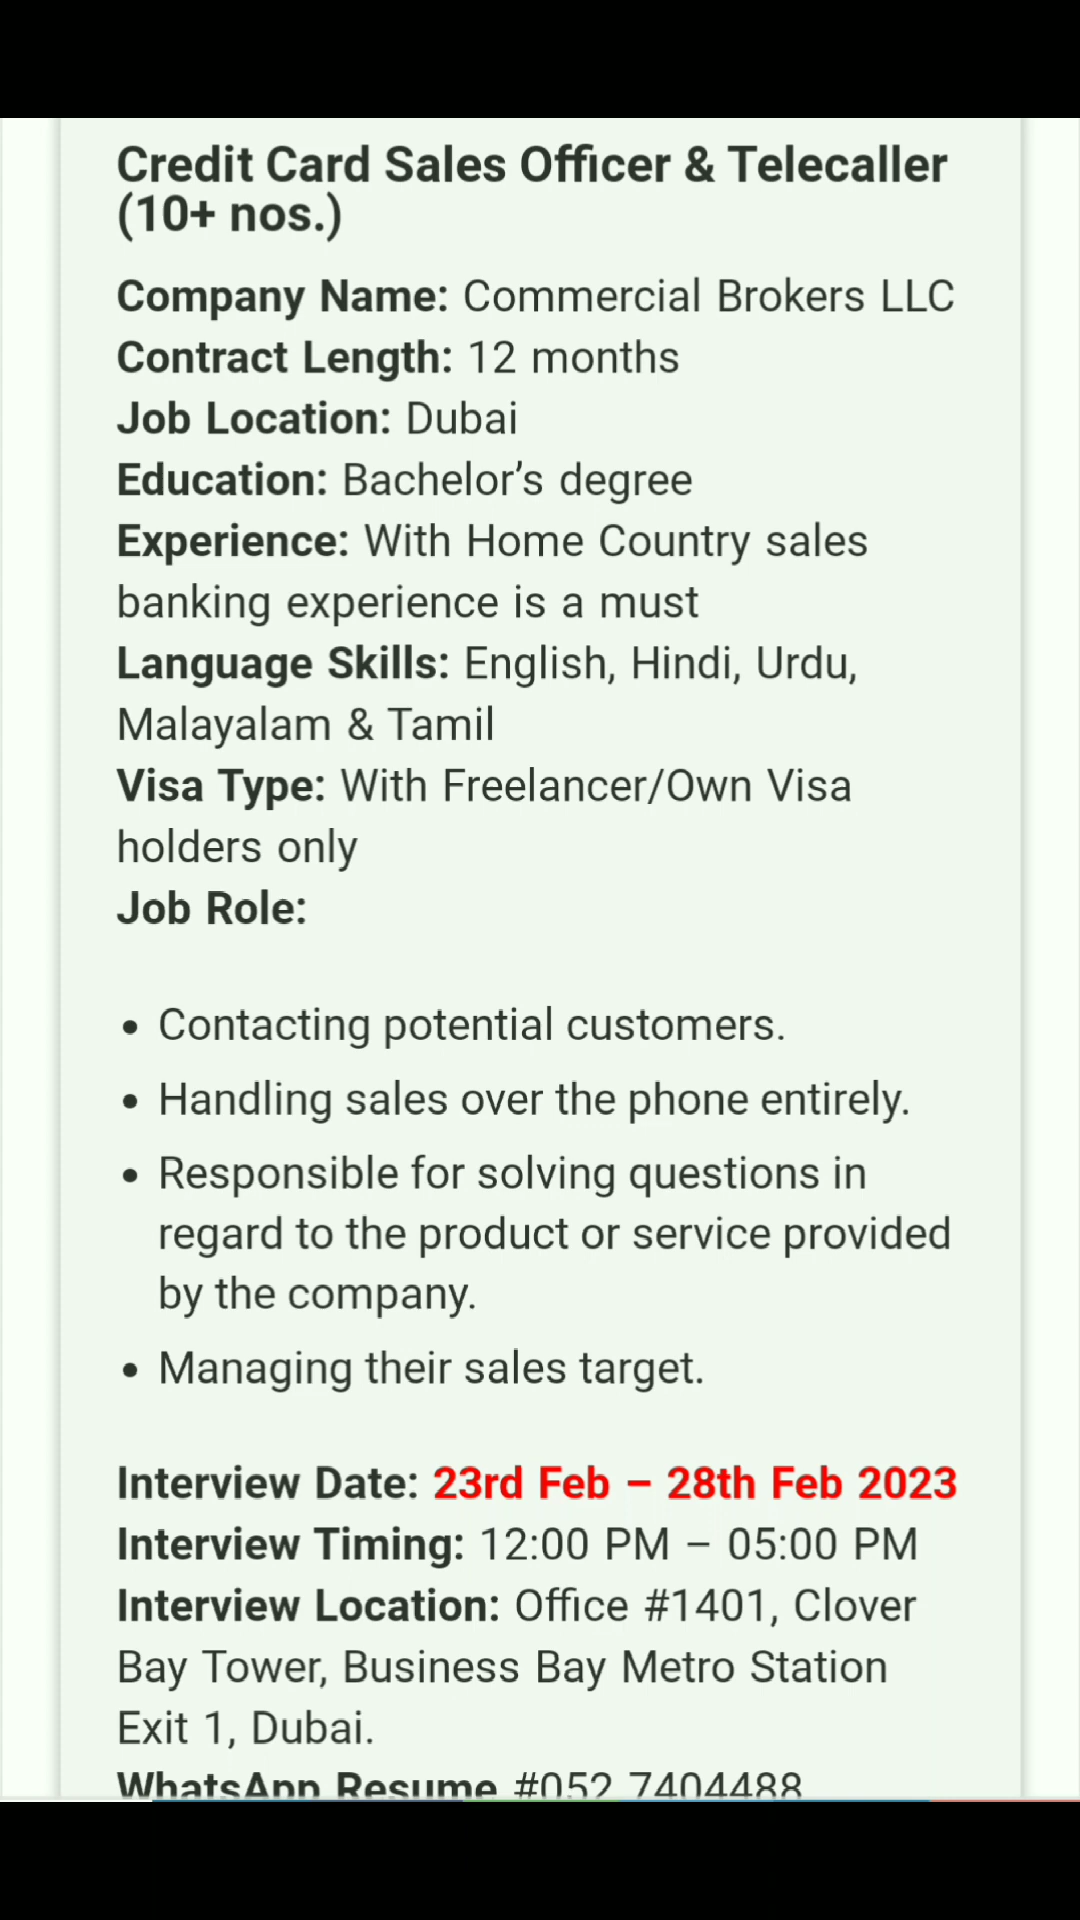 Credit Card Sales Officer & Telecaller
(10+ nos.)
Company Name: Commercial Brokers LLC
Contract Length: 12 months
Job Location: Dubai
Education: Bachelor’s degree
Experience: With Home Country sales
banking experience is a must
Language Skills: English, Hindi, Urdu,
Malayalam & Tamil
Visa Type: With Freelancer/Own Visa
holders only
Job Role:
• Contacting potential customers.
• Handling sales over the phone entirely.
• Responsible for solving questions in
regard to the product or service provided
by the company.
• Managing their sales target.
Interview Date: 23rd Feb – 28th Feb 2023
Interview Timing: 12:00 PM – 05:00 PM
Interview Location: Office #1401, Clover
Bay Tower, Business Bay Metro Station
Exit 1, Dubai.
WhatsApp Resume #052 7404488